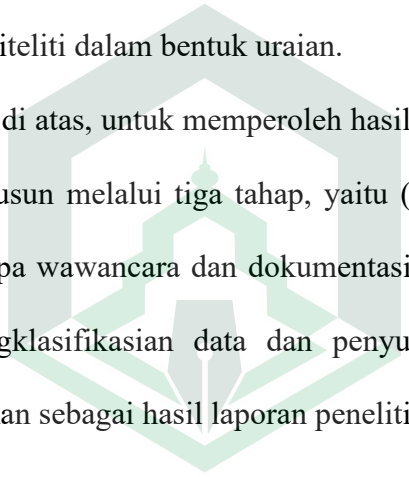 iteliti dalam bentuk uraian.
di atas, untuk memperoleh hasil
usun melalui tiga tahap, yaitu (
pa wawancara dan dokumentasi
gklasifikasian data dan penyu
an sebagai hasil laporan peneliti